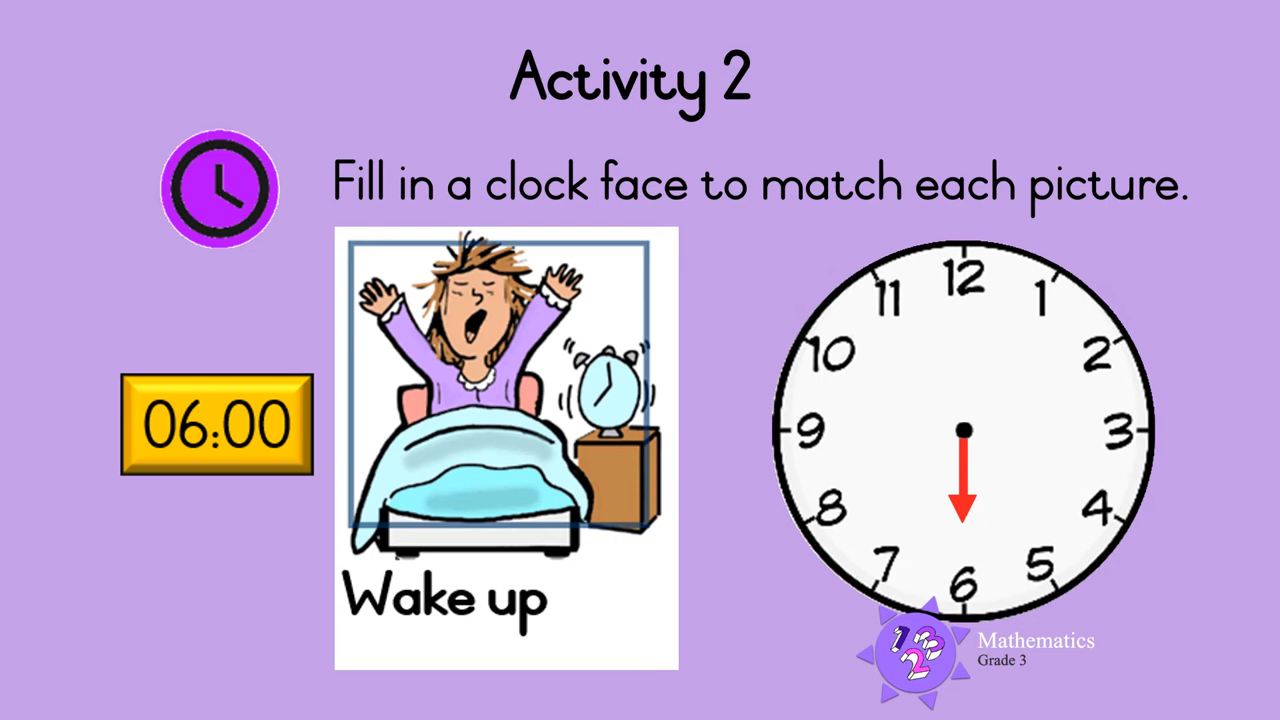 Activity 2
Fill in a clock face to match each picture.
06:00
Wake up
12
11
1
10
2
9
3
8
4
7
5
6
123
Mathematics
Grade 3